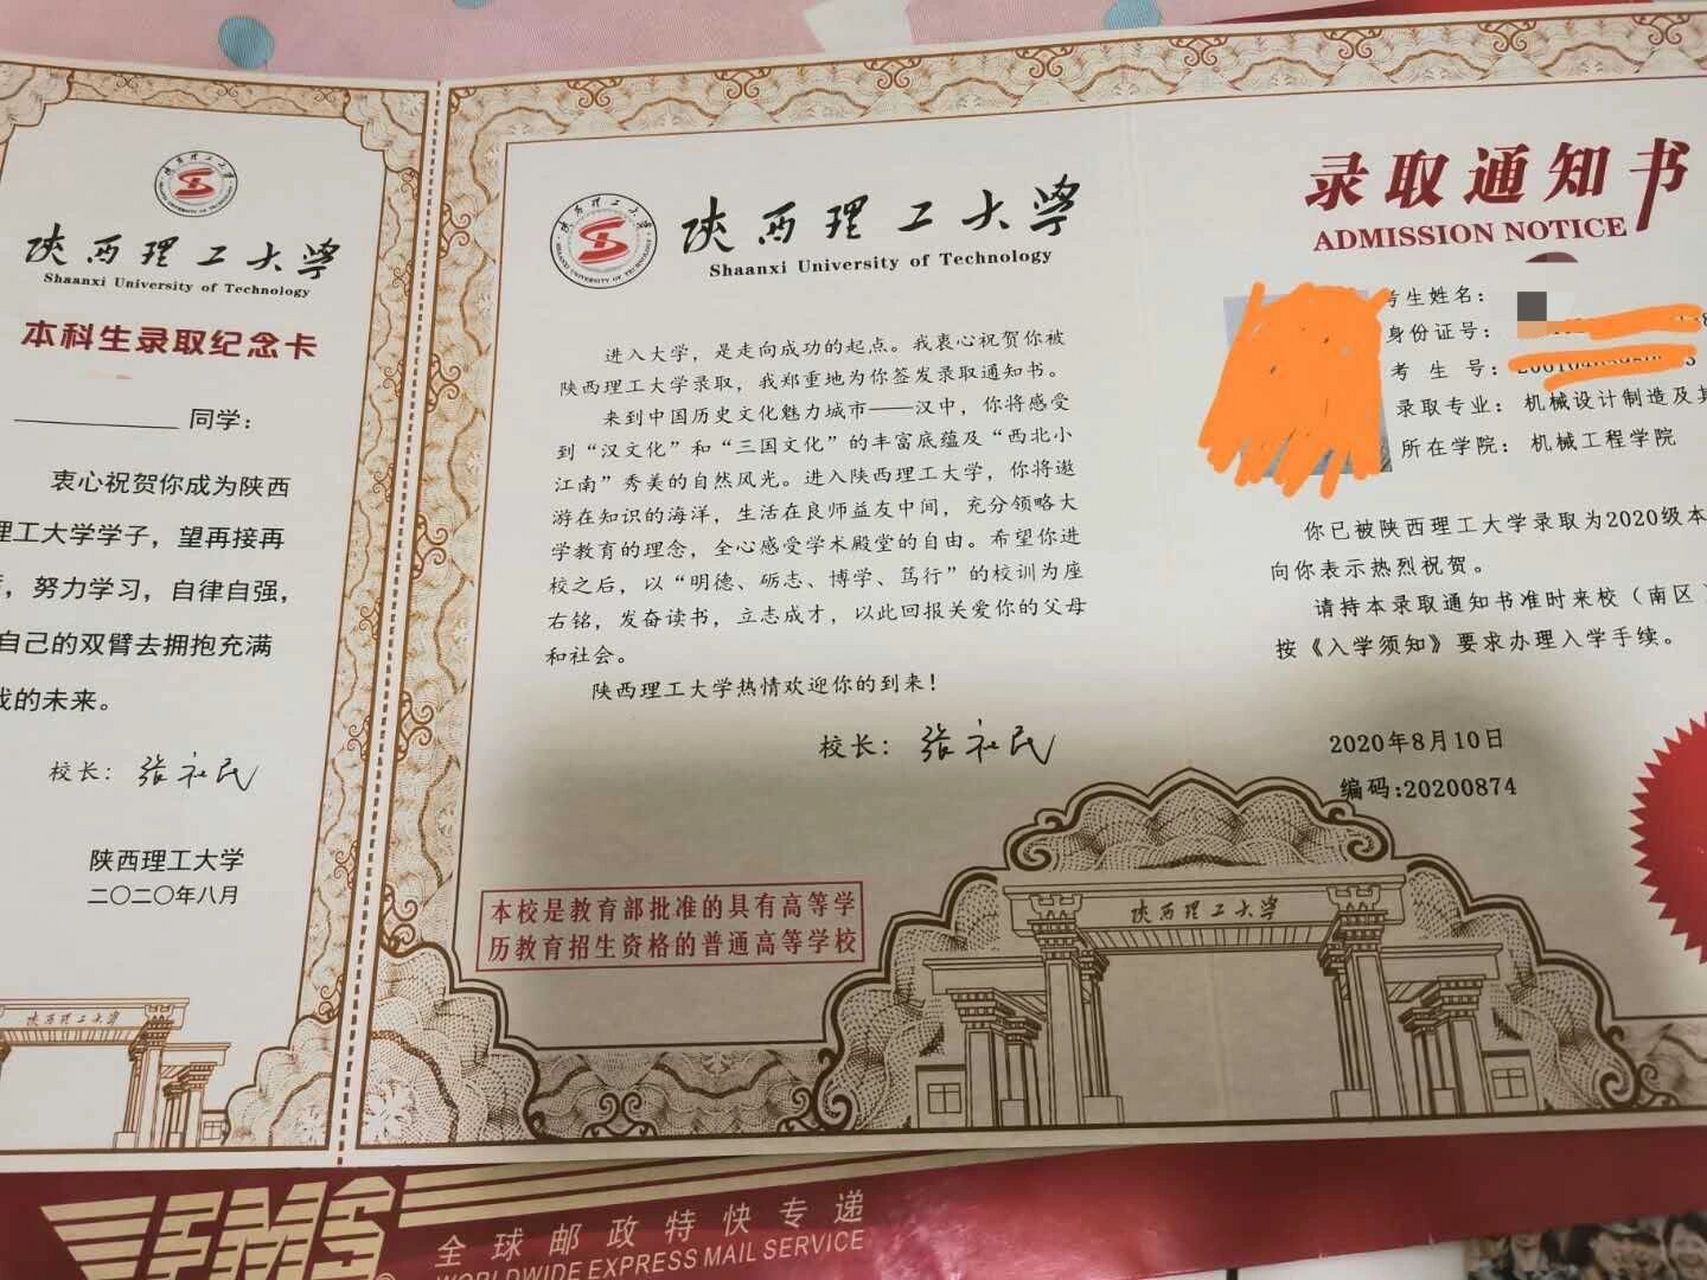 陕西理工大学
Shaanxi University of Technology
本科生录取纪念卡
同学：
衷心祝贺你成为陕西
理工大学学子，望再接再
，努力学习，自律自强，
自己的双臂去拥抱充满
的未来。
校长：张社民
陕西理工大学
二〇二〇年八月
陕西理工大学
陕西理工大学
Shaanxi University of Technology
进入大学，是走向成功的起点。我衷心祝贺你被
陕西理工大学录取，我郑重地为你签发录取通知书。
来到中国历史文化魅力城市——汉中，你将感受
到“汉文化”和“三国文化”的丰富底蕴及“西北小
江南”秀美的自然风光。进入陕西理工大学，你将遨
游在知识的海洋，生活在良师益友中间，充分领略大
学教育的理念，全心感受学术殿堂的自由。希望你进
校之后，以“明德、砺志、博学、笃行”的校训为座
右铭，发奋读书，立志成才，以此回报关爱你的父母
和社会。
陕西理工大学热情欢迎你的到来！
校长：张社民
本校是教育部批准的具有高等学
历教育招生资格的普通高等学校
录取通知书
ADMISSION NOTICE
考生姓名：
身份证号：
考生号：
录取专业：机械设计制造及其
所在学院：机械工程学院
你已被陕西理工大学录取为2020级本
向你表示热烈祝贺。
请持本录取通知书准时来校（南区
按《入学须知》要求办理入学手续。
2020年8月10日
编码:20200874
陕西理工大学
EMS
全球邮政特快专递
WORLDWIDE EXPRESS MAIL SERVICE